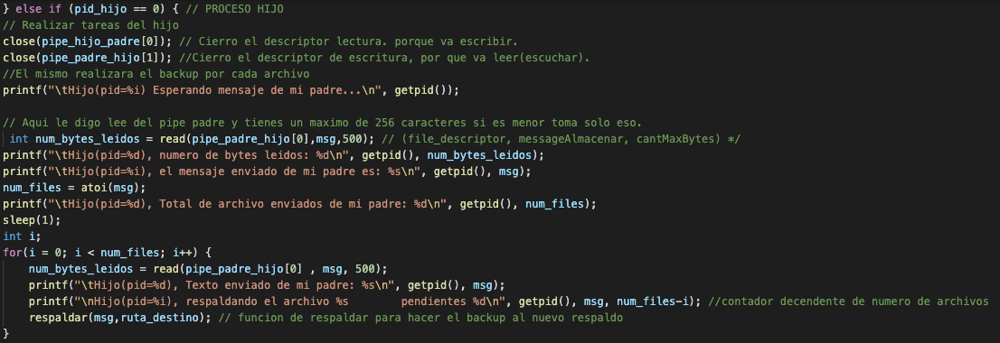 } else if (pid_hijo == 0) { // PROCESO HIJO
// Realizar tareas del hijo
close(pipe_hijo_padre[0]); // Cierro el descriptor lectura. porque va escribir.
close(pipe_padre_hijo[1]); //Cierro el descriptor de escritura, por que va leer(escuchar).
//El mismo realizara el backup por cada archivo
printf("\tHijo(pid=%i) Esperando mensaje de mi padre...\n", getpid());

// Aqui le digo lee del pipe padre y tienes un maximo de 256 caracteres si es menor toma solo eso.
 int num_bytes_leidos = read(pipe_padre_hijo[0],msg,500); // (file_descriptor, messageAlmacenar, cantMaxBytes) */
printf("\tHijo(pid=%d), numero de bytes leidos: %d\n", getpid(), num_bytes_leidos);
printf("\tHijo(pid=%i), el mensaje enviado de mi padre es: %s\n", getpid(), msg);
num_files = atoi(msg);
printf("\tHijo(pid=%d), Total de archivo enviados de mi padre: %d\n", getpid(), num_files);
sleep(1);
int i;
for(i = 0; i < num_files; i++) {
    num_bytes_leidos = read(pipe_padre_hijo[0] , msg, 500);
    printf("\tHijo(pid=%d), Texto enviado de mi padre: %s\n", getpid(), msg);
    printf("\nHijo(pid=%i), respaldando el archivo %s        pendientes %d\n", getpid(), msg, num_files-i); //contador decendente de numero de archivos
    respaldar(msg,ruta_destino); // funcion de respaldar para hacer el backup al nuevo respaldo
}